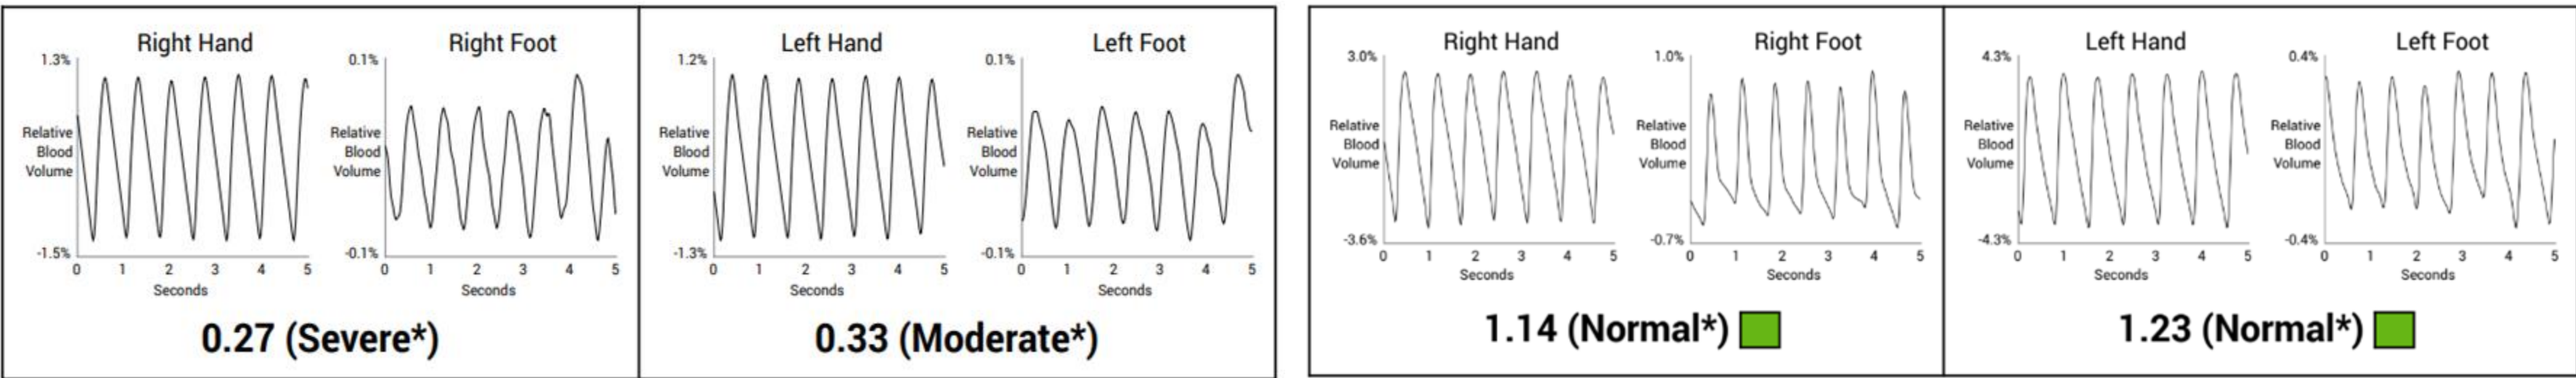 Right Hand
1.3%
Relative
Blood
Volume
-1.5%
0 1 2 3 4 5
Seconds
Right Foot
0.1%
Relative
Blood
Volume
-0.1%
0 1 2 3 4 5
Seconds
0.27 (Severe*)
Left Hand
1.2%
Relative
Blood
Volume
-1.3%
0 1 2 3 4 5
Seconds
Left Foot
0.1%
Relative
Blood
Volume
-0.1%
0 1 2 3 4 5
Seconds
0.33 (Moderate*)
Right Hand
3.0%
Relative
Blood
Volume
-3.6%
0 1 2 3 4 5
Seconds
Right Foot
1.0%
Relative
Blood
Volume
-0.7%
0 1 2 3 4 5
Seconds
1.14 (Normal*)
Left Hand
4.3%
Relative
Blood
Volume
-4.3%
0 1 2 3 4 5
Seconds
Left Foot
0.4%
Relative
Blood
Volume
-0.4%
0 1 2 3 4 5
Seconds
1.23 (Normal*)